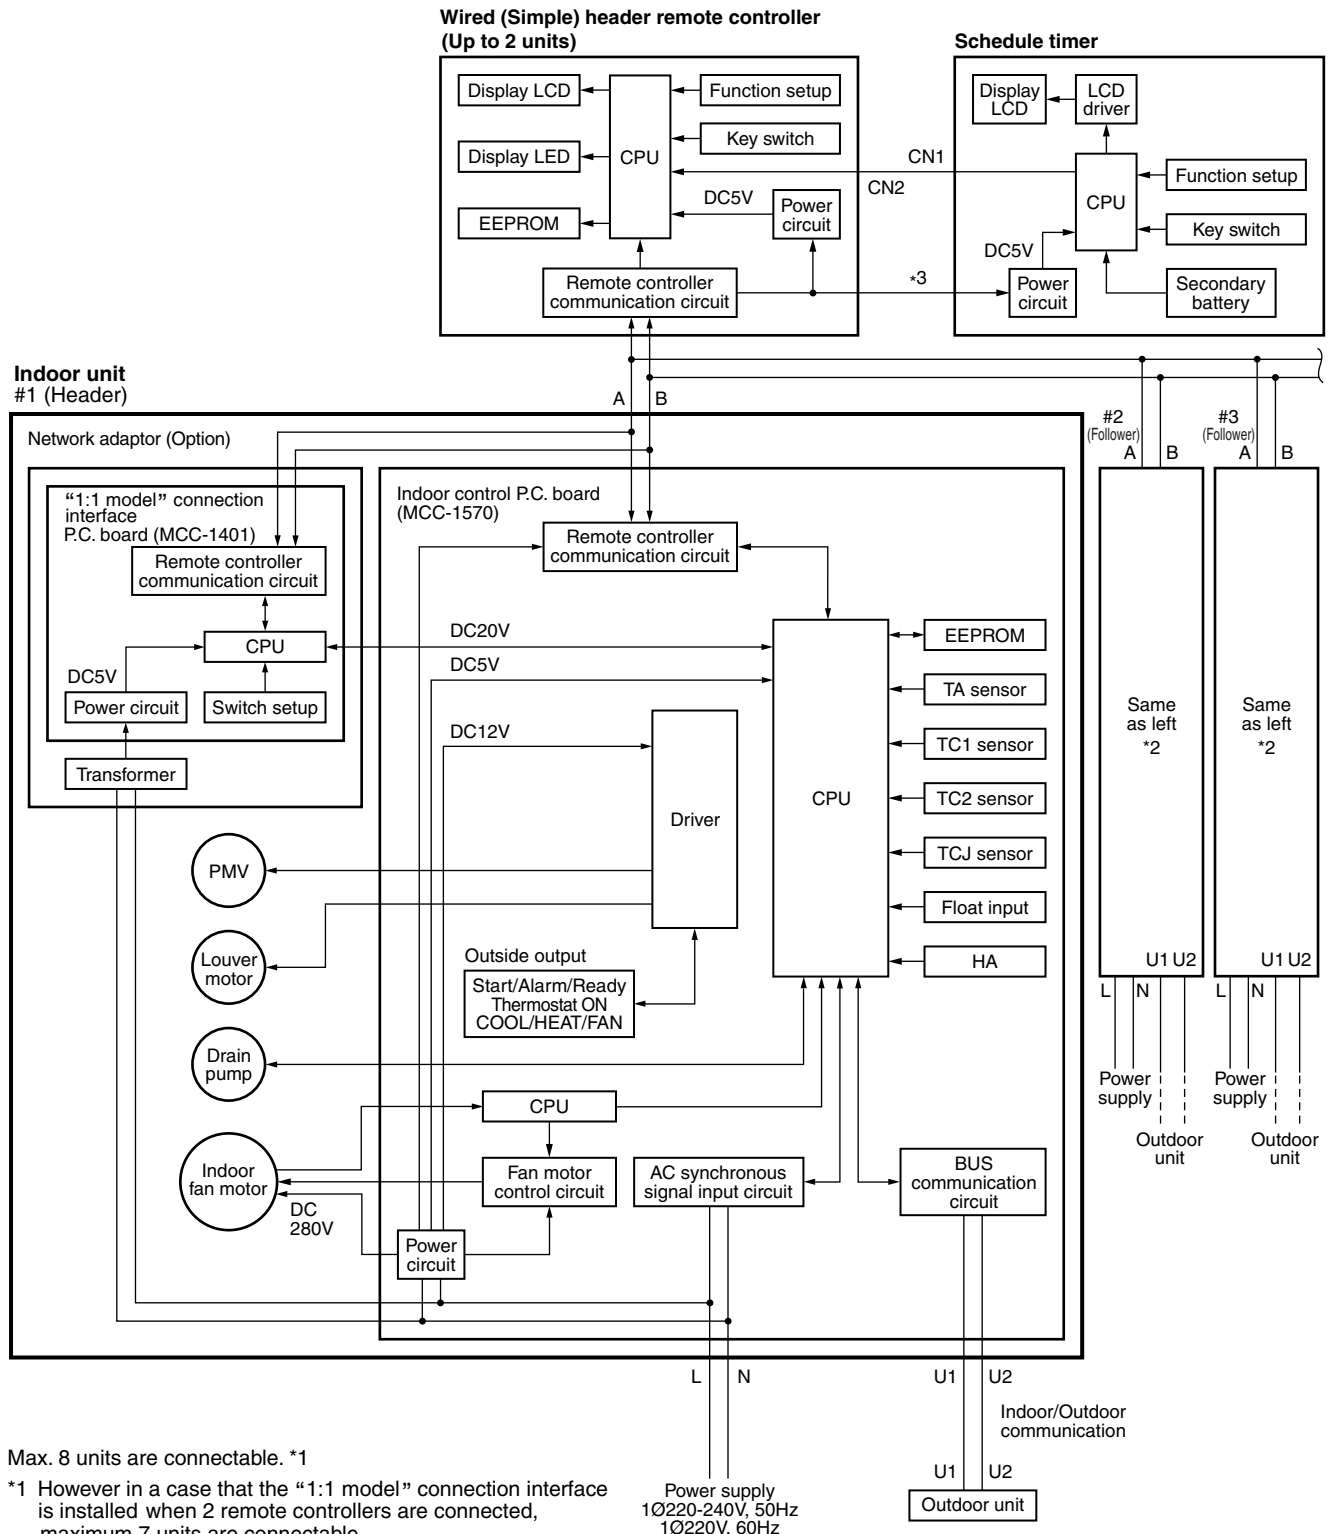 Wired (Simple) header remote controller
(Up to 2 units)
Schedule timer
Display LCD
CPU
Function setup
Key switch
Display LED
EEPROM
DC5V
Power
circuit
Remote controller
communication circuit
CN1
CN2
*3
Display
LCD
LCD
driver
CPU
Function setup
Key switch
DC5V
Power
circuit
Secondary
battery
Indoor unit
#1 (Header)
A
B
#2
(Follower)
A
B
#3
(Follower)
A
B
Network adaptor (Option)
“1:1 model” connection
interface
P.C. board (MCC-1401)
Remote controller
communication circuit
CPU
DC5V
Power circuit
Switch setup
Transformer
Indoor control P.C. board
(MCC-1570)
Remote controller
communication circuit
DC20V
DC5V
DC12V
Driver
CPU
EEPROM
TA sensor
TC1 sensor
TC2 sensor
TCJ sensor
Float input
HA
Same
as left
*2
Same
as left
*2
PMV
Louver
motor
Drain
pump
Indoor
fan motor
Outside output
Start/Alarm/Ready
Thermostat ON
COOL/HEAT/FAN
CPU
Fan motor
control circuit
AC synchronous
signal input circuit
BUS
communication
circuit
DC
280V
Power
circuit
U1 U2
L
N
Power
supply
Outdoor
unit
U1 U2
L
N
Power
supply
Outdoor
unit
L
N
U1
U2
Indoor/Outdoor
communication
U1
U2
Outdoor unit
Power supply
1Ø220-240V, 50Hz
1Ø220V, 60Hz
Max. 8 units are connectable. *1
*1 However in a case that the “1:1 model” connection interface
is installed when 2 remote controllers are connected,
maximum 7 units are connectable.